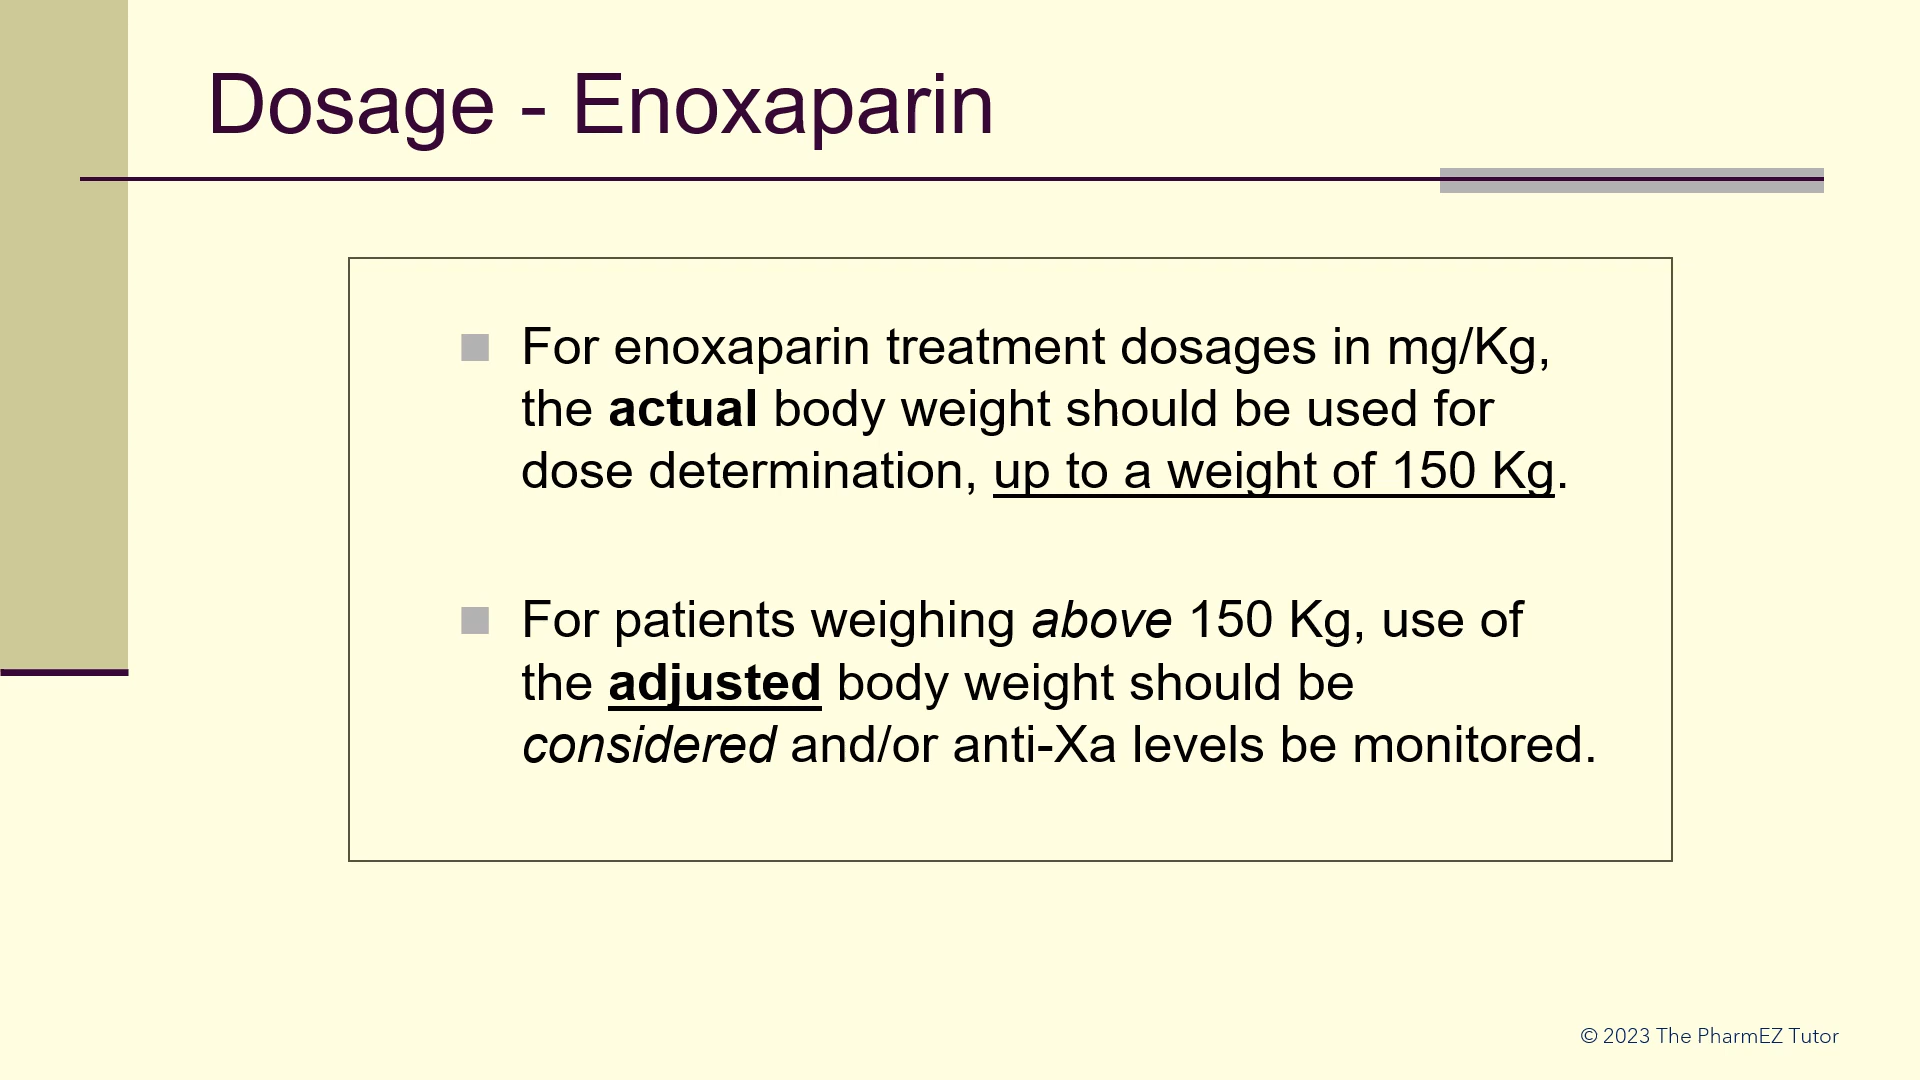 Dosage - Enoxaparin
For enoxaparin treatment dosages in mg/Kg,
the actual body weight should be used for
dose determination, up to a weight of 150 Kg.
For patients weighing above 150 Kg, use of
the adjusted body weight should be
considered and/or anti-Xa levels be monitored.
© 2023 The PharmEZ Tutor